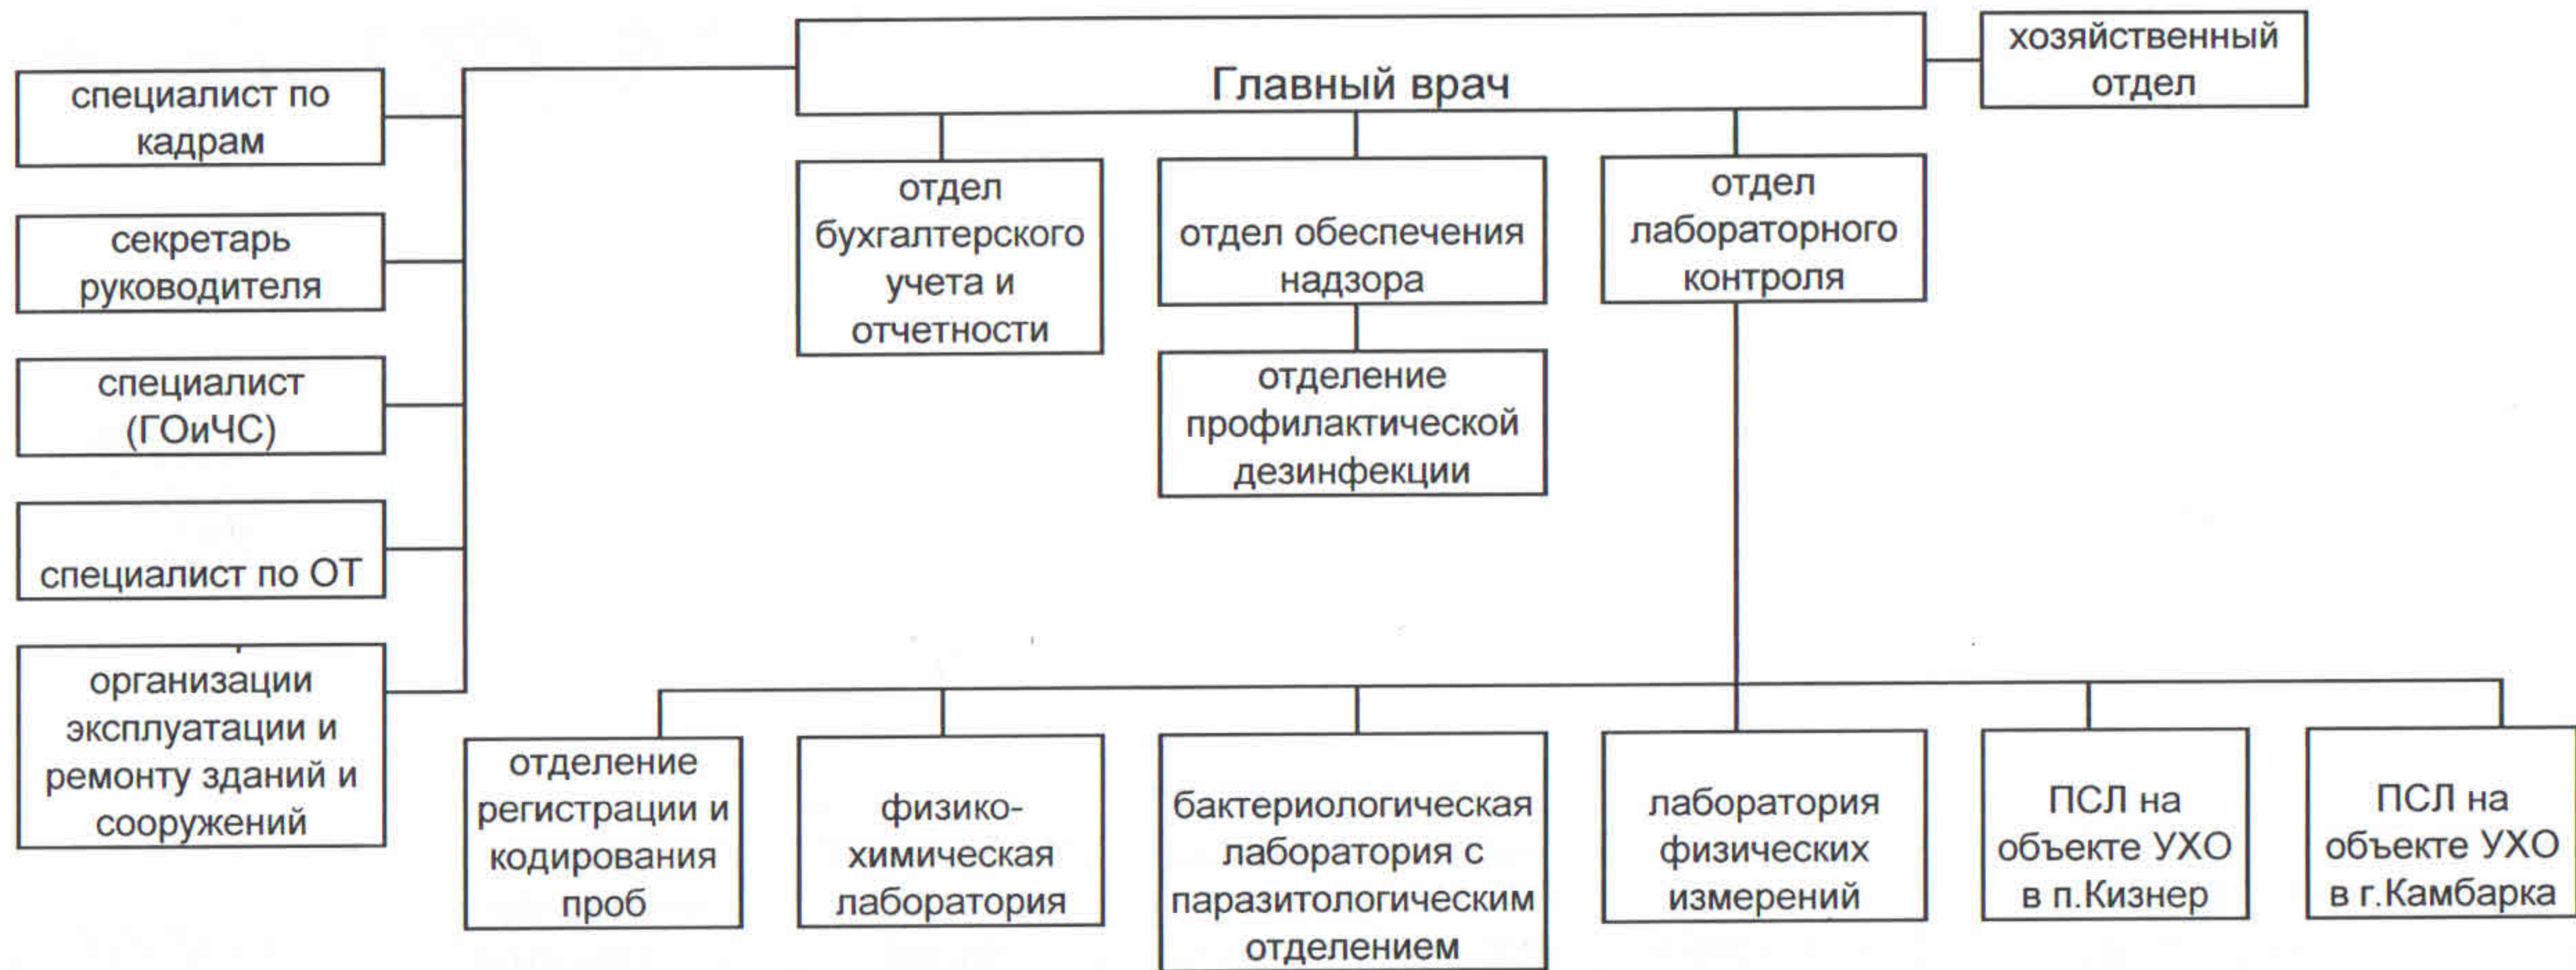 Главный врач
хозяйственный
отдел
специалист по
кадрам
секретарь
руководителя
специалист
(ГОиЧС)
специалист по ОТ
организации
эксплуатации и
ремонту зданий и
сооружений
отдел
бухгалтерского
учета и
отчетности
отдел обеспечения
надзора
отдел
лабораторного
контроля
отделение
профилактической
дезинфекции
отделение
регистрации и
кодирования
проб
физико-
химическая
лаборатория
бактериологическая
лаборатория с
паразитологическим
отделением
лаборатория
физических
измерений
ПСЛ на
объекте УХО
в п.Кизнер
ПСЛ на
объекте УХО
в г.Камбарка